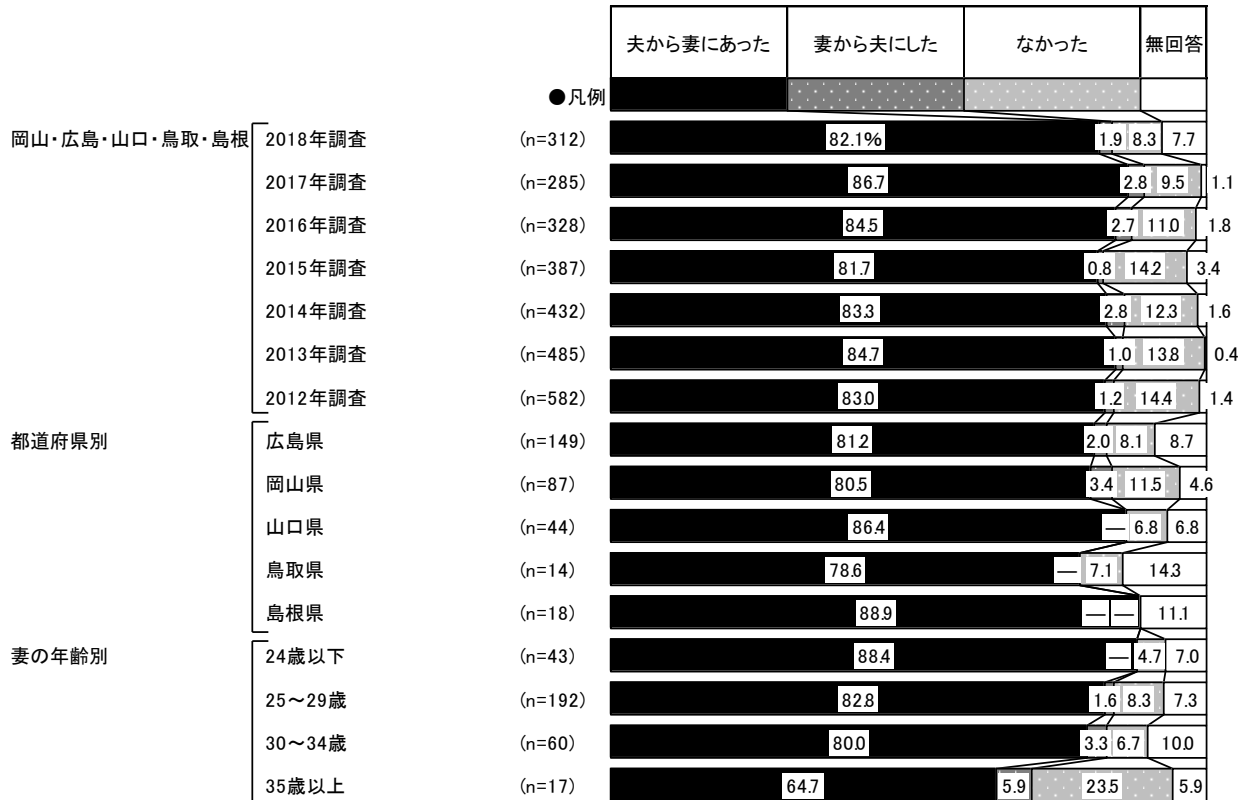 夫から妻にあった 妻から夫にした なかった 無回答
●凡例
岡山・広島・山口・鳥取・島根 2018年調査 (n=312) 82.1% 1.9 8.3 7.7
2017年調査 (n=285) 86.7 2.8 9.5 1.1
2016年調査 (n=328) 84.5 2.7 11.0 1.8
2015年調査 (n=387) 81.7 0.8 14.2 3.4
2014年調査 (n=432) 83.3 2.8 12.3 1.6
2013年調査 (n=485) 84.7 1.0 13.8 0.4
2012年調査 (n=582) 83.0 1.2 14.4 1.4
都道府県別 広島県 (n=149) 81.2 2.0 8.1 8.7
岡山県 (n=87) 80.5 3.4 11.5 4.6
山口県 (n=44) 86.4 — 6.8 6.8
鳥取県 (n=14) 78.6 — 7.1 14.3
島根県 (n=18) 88.9 — — 11.1
妻の年齢別 24歳以下 (n=43) 88.4 — 4.7 7.0
25～29歳 (n=192) 82.8 1.6 8.3 7.3
30～34歳 (n=60) 80.0 3.3 6.7 10.0
35歳以上 (n=17) 64.7 5.9 23.5 5.9